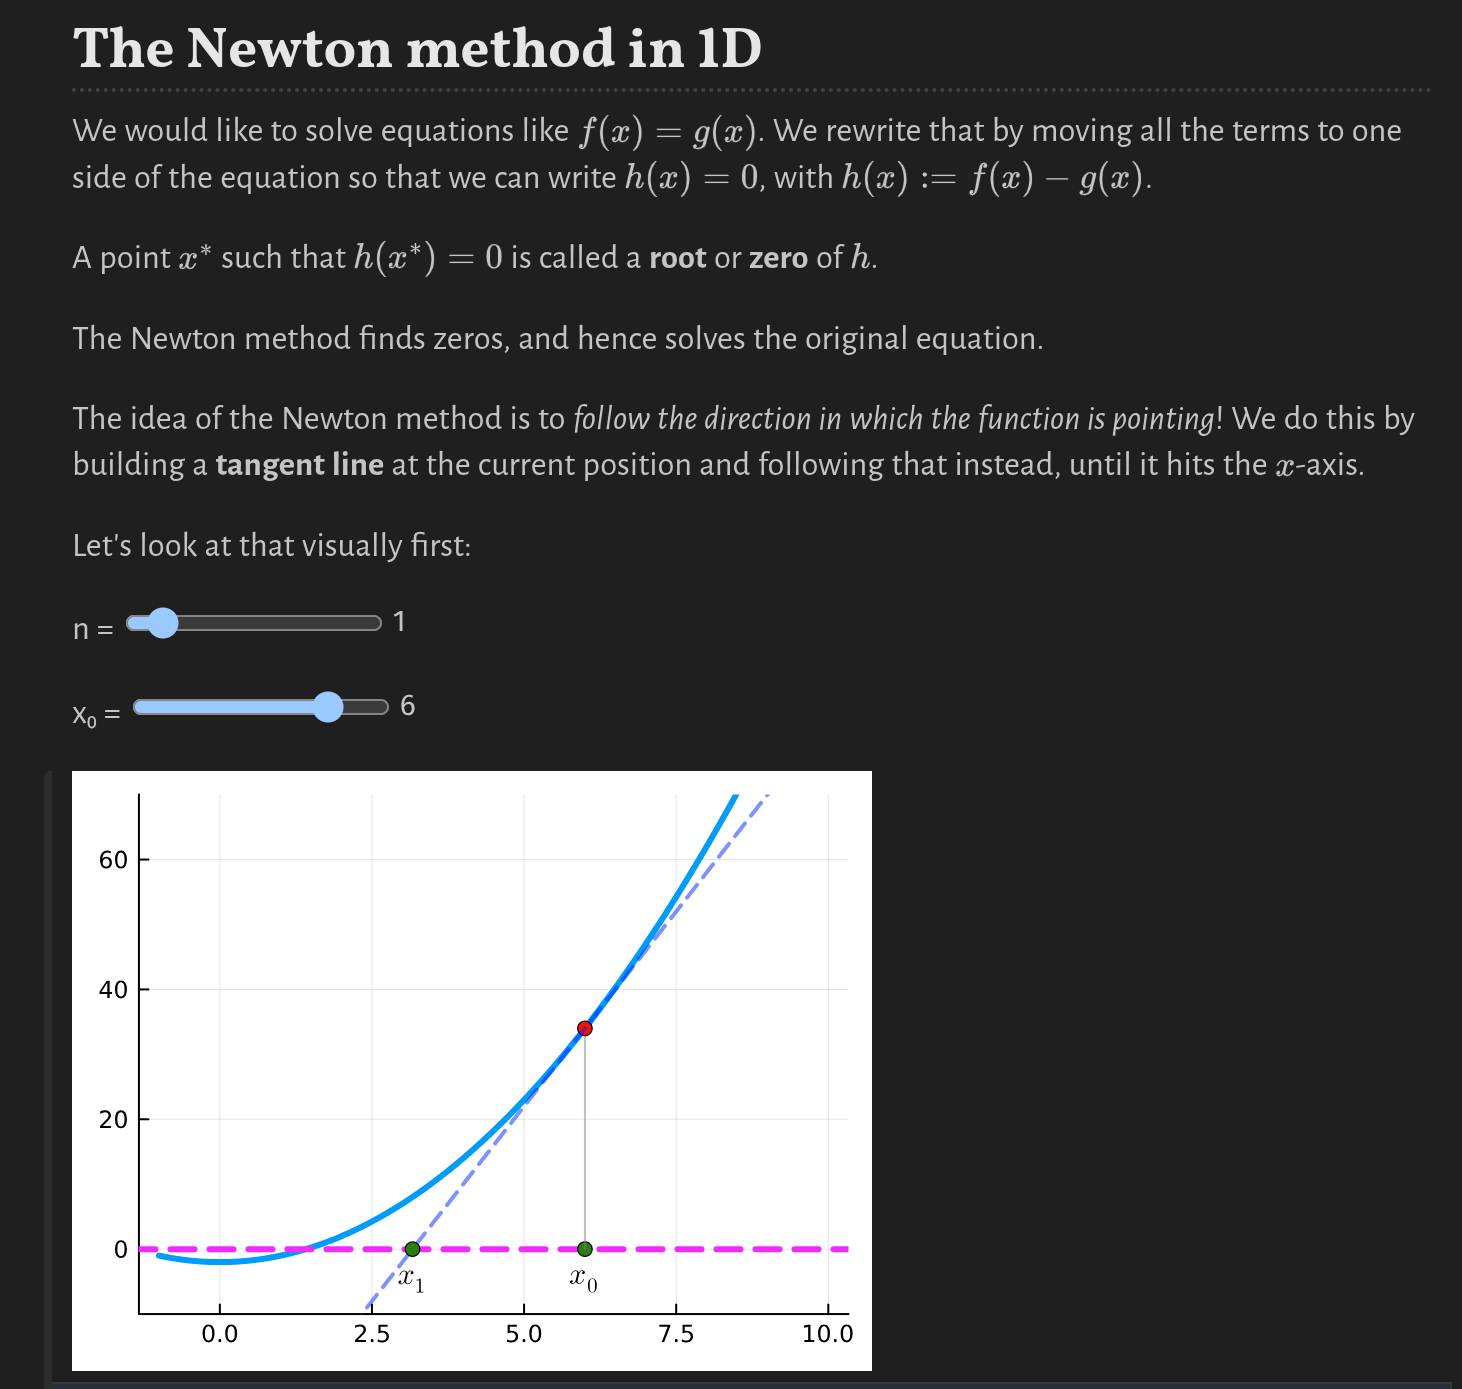 The Newton method in 1D
We would like to solve equations like f(x) = g(x). We rewrite that by moving all the terms to one
side of the equation so that we can write h(x) = 0, with h(x) := f(x) − g(x).
A point x* such that h(x*) = 0 is called a root or zero of h.
The Newton method finds zeros, and hence solves the original equation.
The idea of the Newton method is to follow the direction in which the function is pointing! We do this by
building a tangent line at the current position and following that instead, until it hits the x-axis.
Let's look at that visually first:
n = 1
x₀ = 6
60
40
20
0
x₁ x₀
0.0 2.5 5.0 7.5 10.0